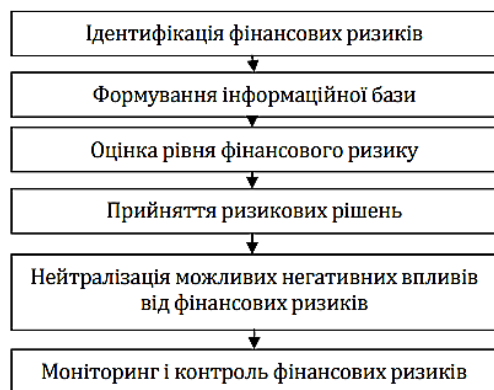 Ідентифікація фінансових ризиків
Формування інформаційної бази
Оцінка рівня фінансового ризику
Прийняття ризикових рішень
Нейтралізація можливих негативних впливів
від фінансових ризиків
Моніторинг і контроль фінансових ризиків